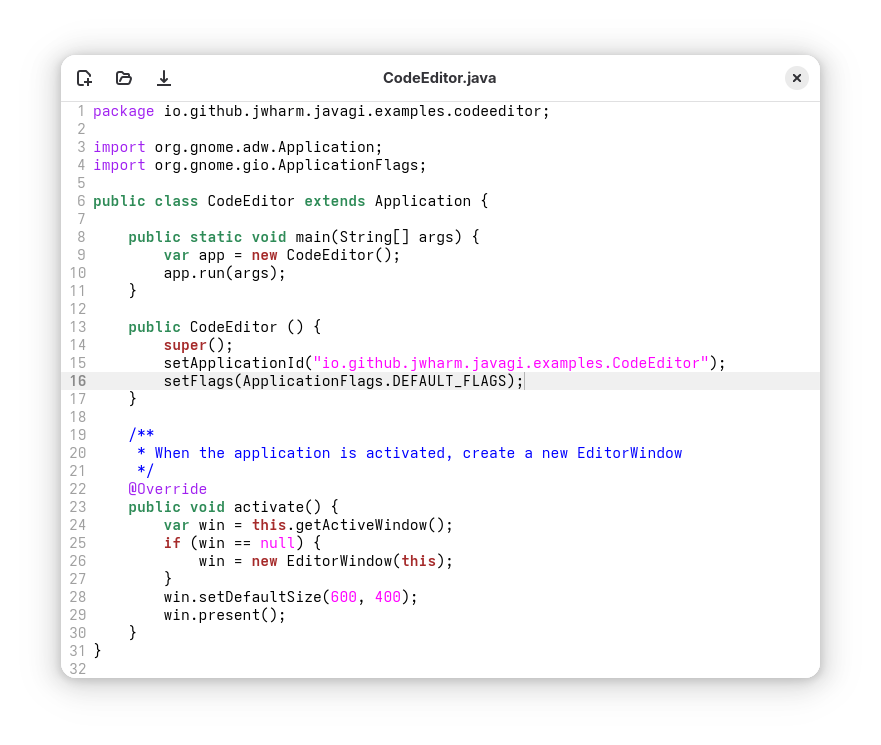 CodeEditor.java
1 package io.github.jwharm.javagi.examples.codeeditor;
2
3 import org.gnome.adw.Application;
4 import org.gnome.gio.ApplicationFlags;
5
6 public class CodeEditor extends Application {
7
8     public static void main(String[] args) {
9         var app = new CodeEditor();
10         app.run(args);
11     }
12
13     public CodeEditor () {
14         super();
15         setApplicationId("io.github.jwharm.javagi.examples.CodeEditor");
16         setFlags(ApplicationFlags.DEFAULT_FLAGS);
17     }
18
19     /**
20      * When the application is activated, create a new EditorWindow
21      */
22     @Override
23     public void activate() {
24         var win = this.getActiveWindow();
25         if (win == null) {
26             win = new EditorWindow(this);
27         }
28         win.setDefaultSize(600, 400);
29         win.present();
30     }
31 }
32